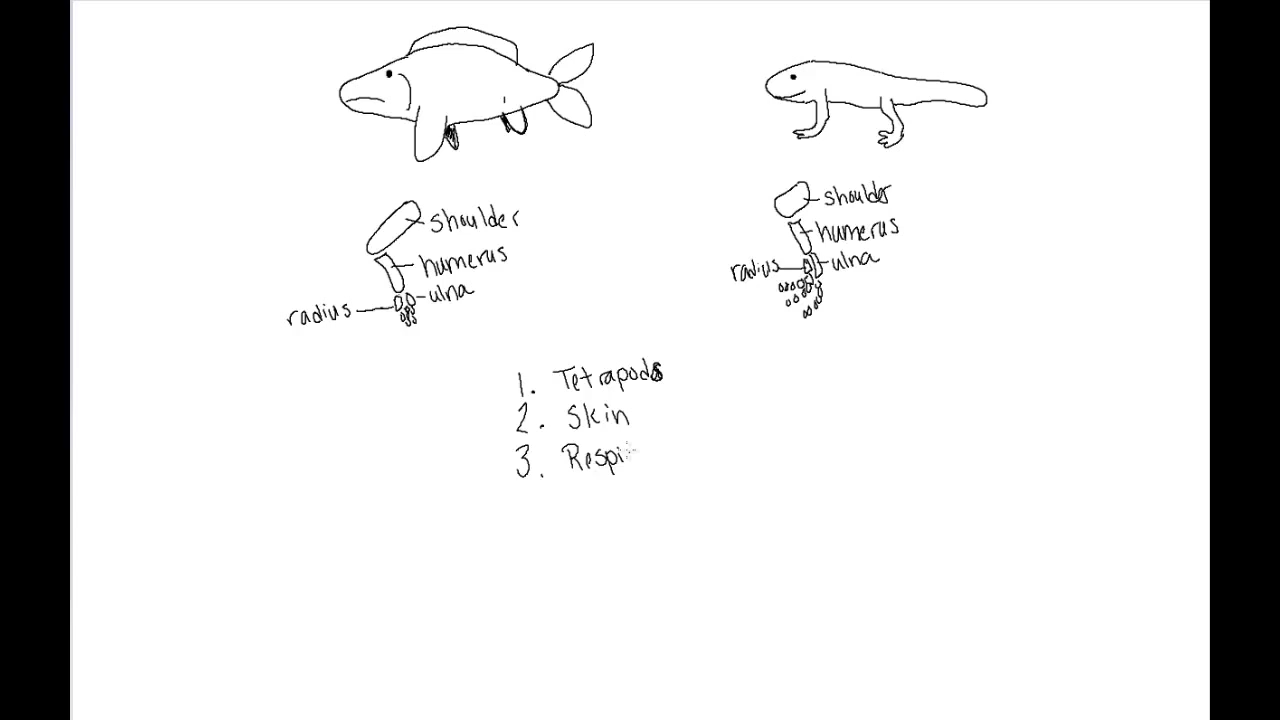 shoulder
humerus
ulna
radius
shoulder
humerus
ulna
radius
1. Tetrapods
2. Skin
3. Respi